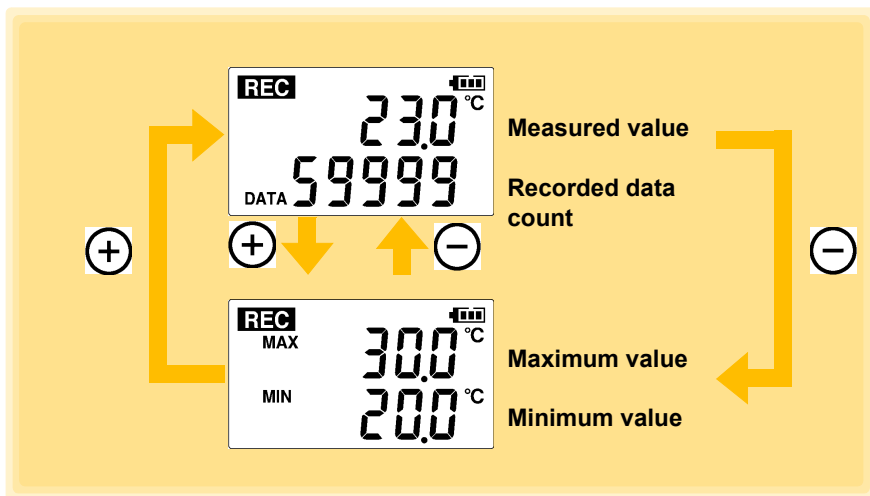 REC
23.0 °C
Measured value
DATA 59999
Recorded data
count
+
+
−
−
REC
MAX 30.0 °C
Maximum value
MIN 20.0 °C
Minimum value